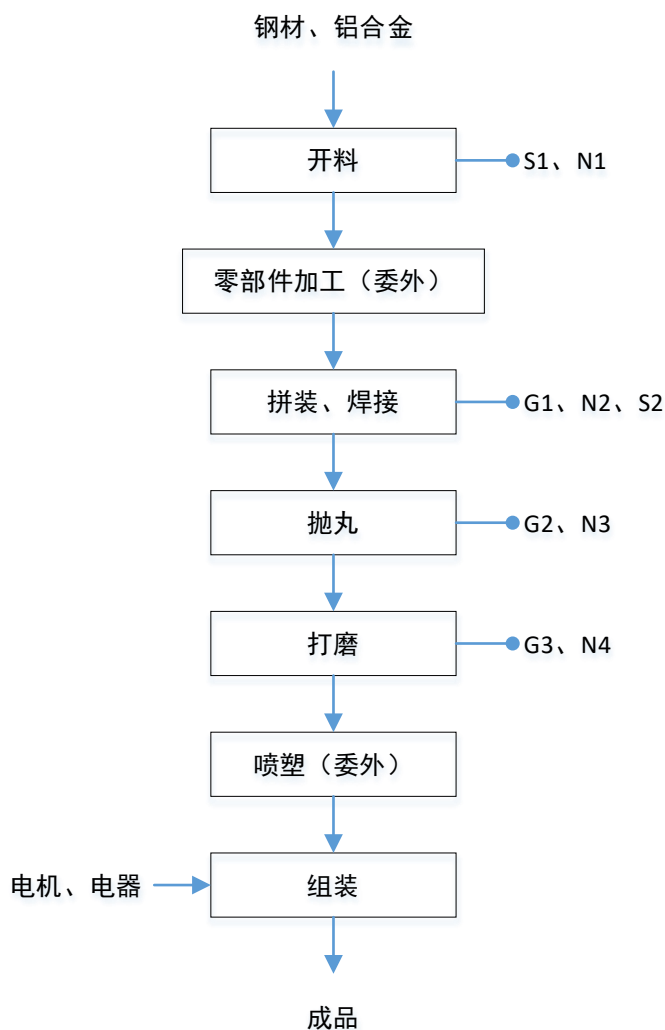 钢材、铝合金
开料
S1、N1
零部件加工（委外）
拼装、焊接
G1、N2、S2
抛丸
G2、N3
打磨
G3、N4
喷塑（委外）
电机、电器
组装
成品